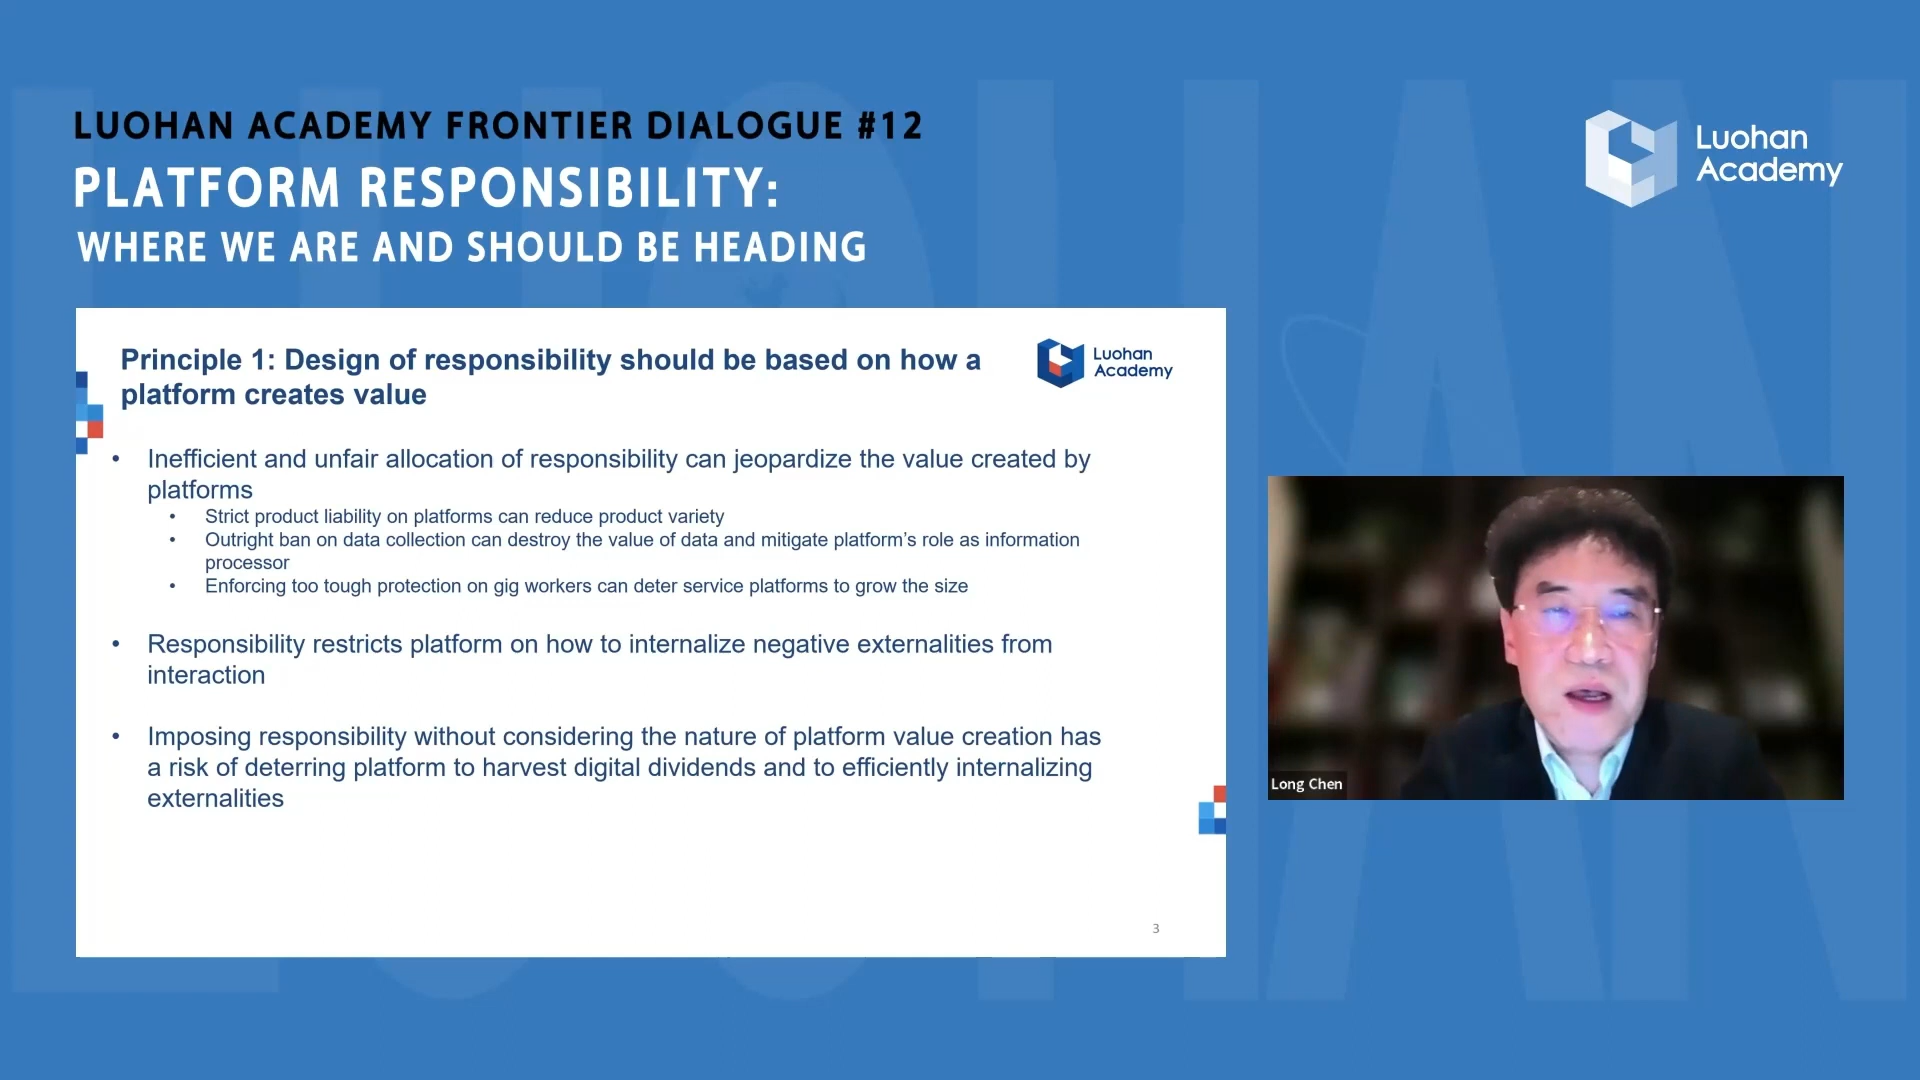 LUOHAN ACADEMY FRONTIER DIALOGUE #12
PLATFORM RESPONSIBILITY:
WHERE WE ARE AND SHOULD BE HEADING
Luohan
Academy
Principle 1: Design of responsibility should be based on how a
platform creates value
Luohan
Academy
• Inefficient and unfair allocation of responsibility can jeopardize the value created by
platforms
• Strict product liability on platforms can reduce product variety
• Outright ban on data collection can destroy the value of data and mitigate platform's role as information
processor
• Enforcing too tough protection on gig workers can deter service platforms to grow the size
• Responsibility restricts platform on how to internalize negative externalities from
interaction
• Imposing responsibility without considering the nature of platform value creation has
a risk of deterring platform to harvest digital dividends and to efficiently internalizing
externalities
3
Long Chen